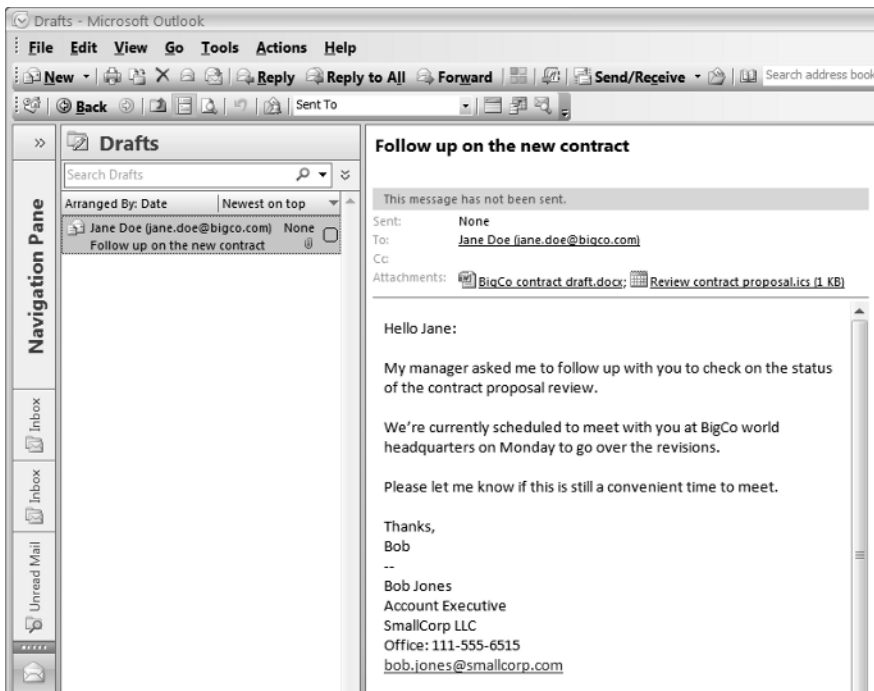 Drafts - Microsoft Outlook
File Edit View Go Tools Actions Help
New Reply Reply to All Forward Send/Receive Search address book
Back Sent To
Drafts
Search Drafts
Arranged By: Date Newest on top
Jane Doe (jane.doe@bigco.com) None
Follow up on the new contract
Navigation Pane
Inbox
Inbox
Unread Mail
Follow up on the new contract
This message has not been sent.
Sent: None
To: Jane Doe (jane.doe@bigco.com)
Cc:
Attachments: BigCo contract draft.docx; Review contract proposal.ics (1 KB)
Hello Jane:
My manager asked me to follow up with you to check on the status
of the contract proposal review.
We're currently scheduled to meet with you at BigCo world
headquarters on Monday to go over the revisions.
Please let me know if this is still a convenient time to meet.
Thanks,
Bob
--
Bob Jones
Account Executive
SmallCorp LLC
Office: 111-555-6515
bob.jones@smallcorp.com